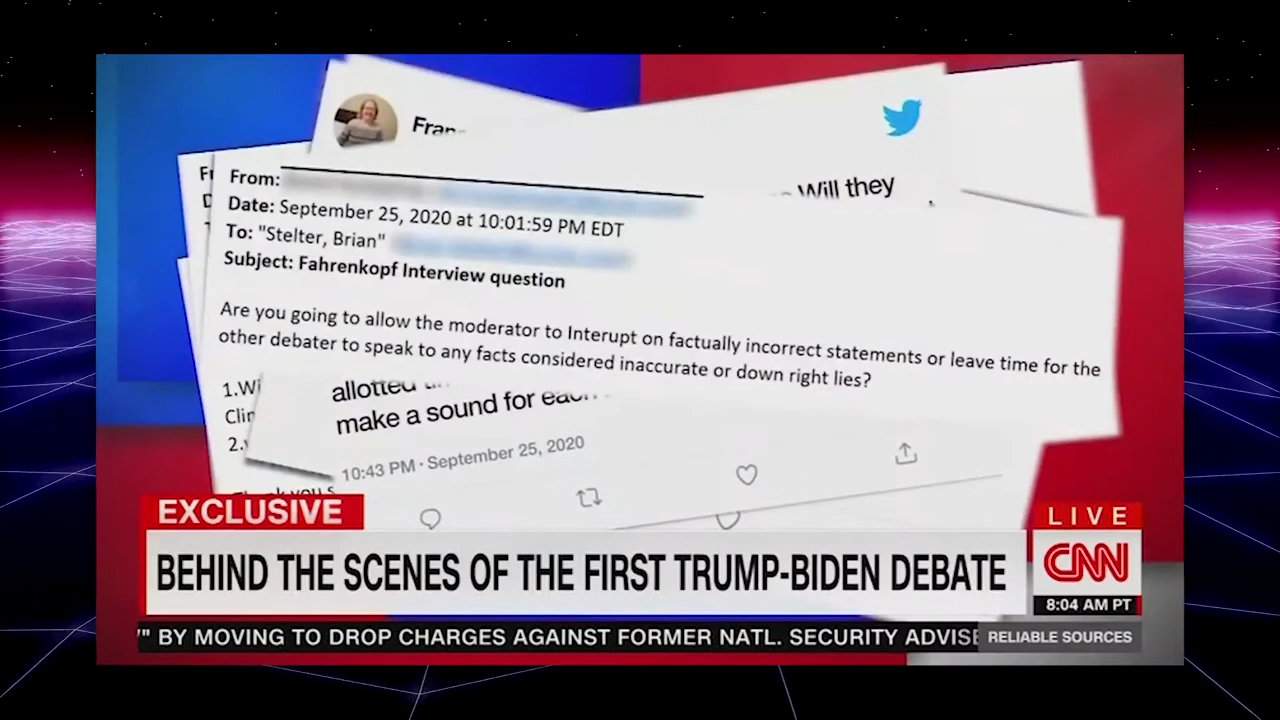 Will they
From:
Date: September 25, 2020 at 10:01:59 PM EDT
To: "Stelter, Brian"
Subject: Fahrenkopf Interview question
Are you going to allow the moderator to Interupt on factually incorrect statements or leave time for the
other debater to speak to any facts considered inaccurate or down right lies?
1.
2.
allotted
make a sound for each
10:43 PM · September 25, 2020
EXCLUSIVE
BEHIND THE SCENES OF THE FIRST TRUMP-BIDEN DEBATE
LIVE
CNN
8:04 AM PT
" BY MOVING TO DROP CHARGES AGAINST FORMER NATL. SECURITY
RELIABLE SOURCES